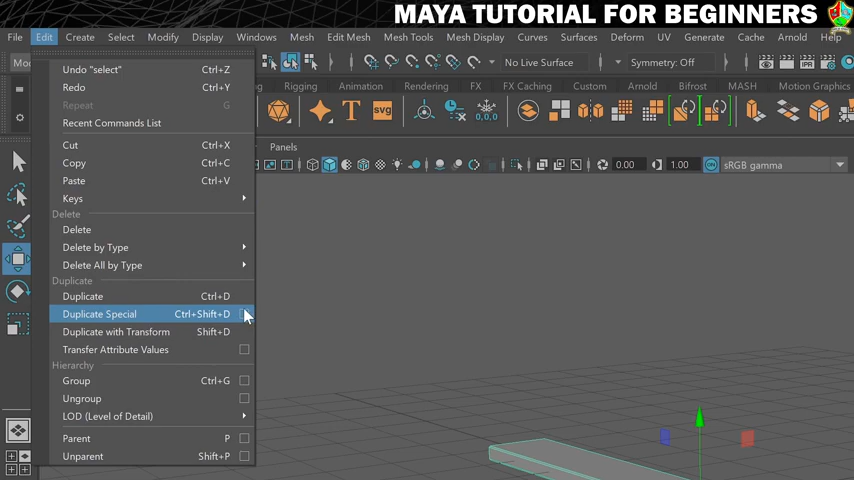 MAYA TUTORIAL FOR BEGINNERS
File Edit Create Select Modify Display Windows Mesh Edit Mesh Mesh Tools Mesh Display Curves Surfaces Deform UV Generate Cache Arnold Help
No Live Surface Symmetry: Off
Rigging Rendering FX FX Caching Custom Arnold Bifrost MASH Motion Graphics
T svg 0,0,0 IPR
Panels
0.00 1.00 sRGB gamma
Undo "select" Ctrl+Z
Redo Ctrl+Y
Repeat G
Recent Commands List
Cut Ctrl+X
Copy Ctrl+C
Paste Ctrl+V
Keys
Delete
Delete
Delete by Type
Delete All by Type
Duplicate
Duplicate Ctrl+D
Duplicate Special Ctrl+Shift+D
Duplicate with Transform Shift+D
Transfer Attribute Values
Hierarchy
Group Ctrl+G
Ungroup
LOD (Level of Detail)
Parent P
Unparent Shift+P